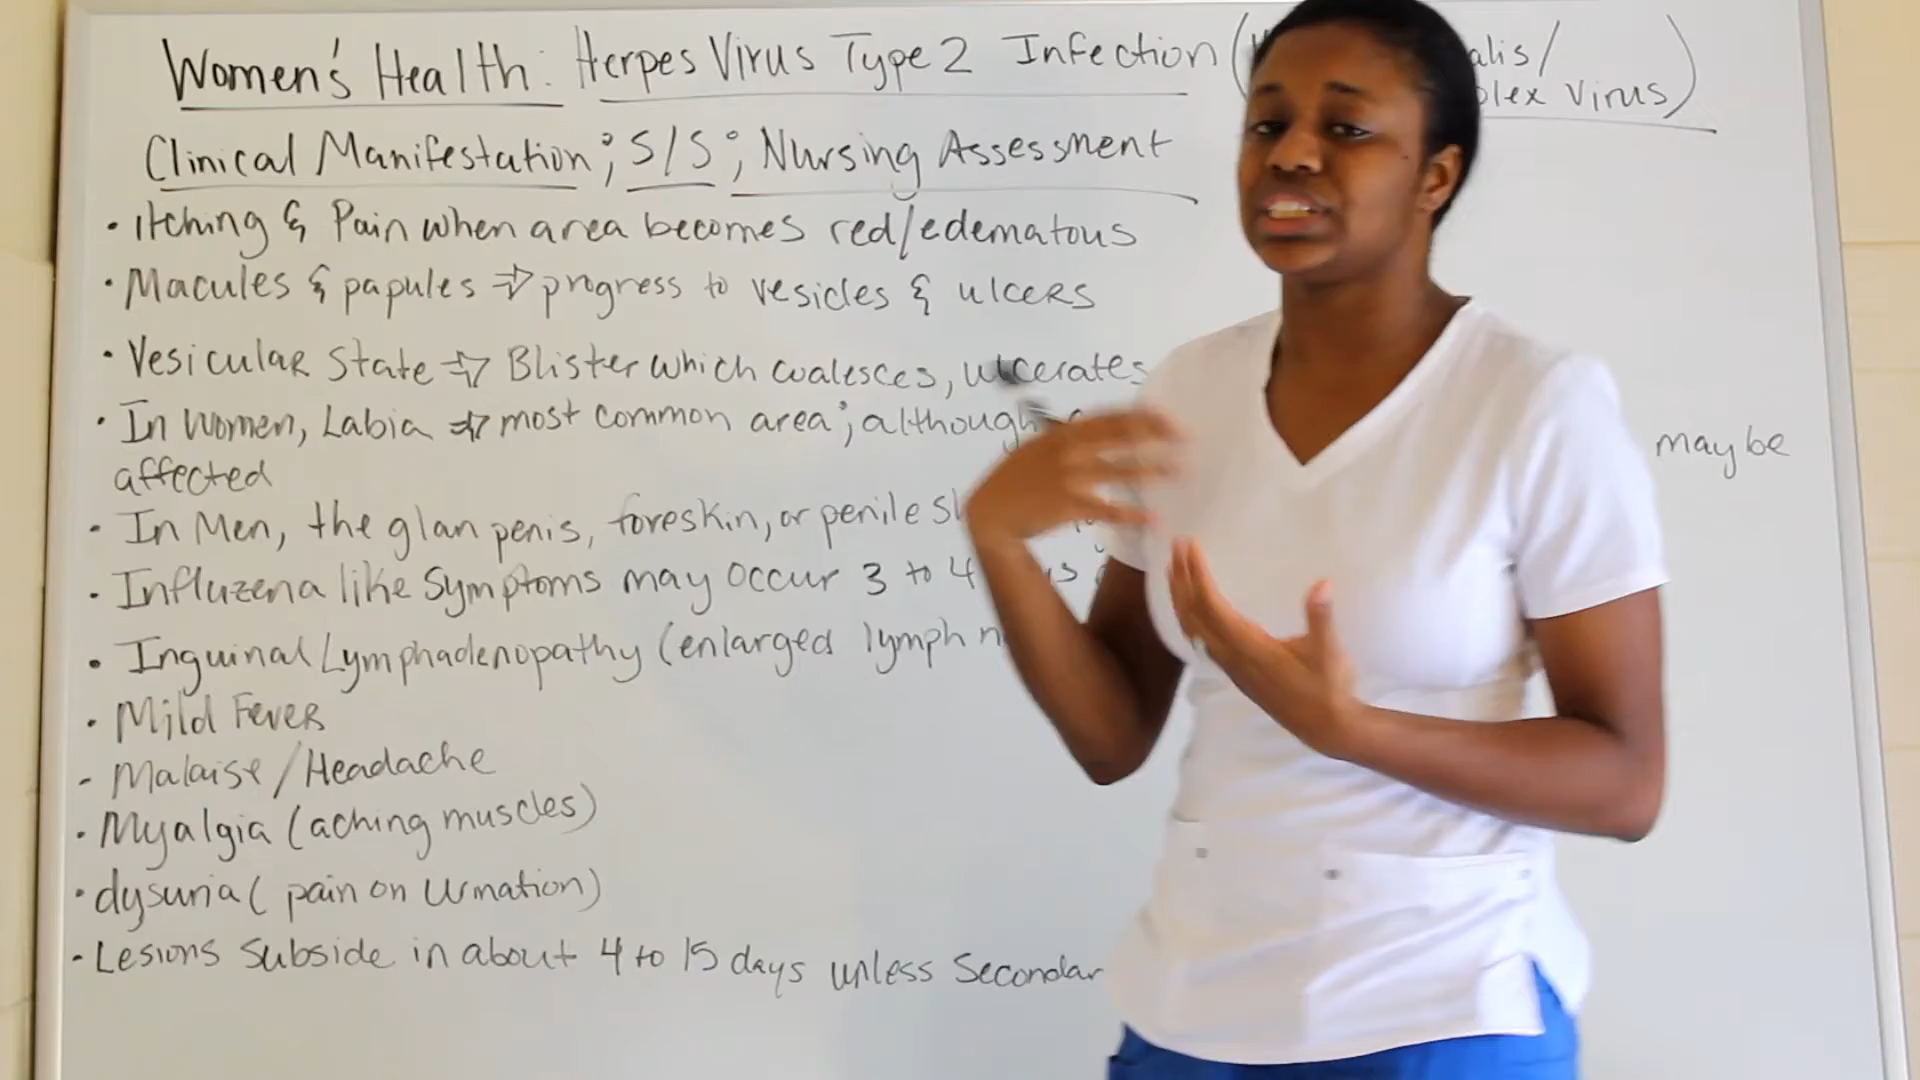 Women's Health: Herpes Virus Type 2 Infection (
alis/
plex Virus)
Clinical Manifestation; S/S; Nursing Assessment
• Itching & Pain when area becomes red/edematous
• Macules & papules ⇒ progress to vesicles & ulcers
• Vesicular State ⇒ Blister which coalesces, ulcerates
• In Women, Labia ⇒ most common area; although may be
affected
• In Men, the glan penis, foreskin, or penile
• Influzena like Symptoms may occur 3 to 4
• Inguinal Lymphadenopathy (enlarged lymph
• Mild Fever
- Malaise/Headache
• Myalgia (aching muscles)
• dysuria (pain on urination)
• Lesions Subside in about 4 to 15 days unless Secondar